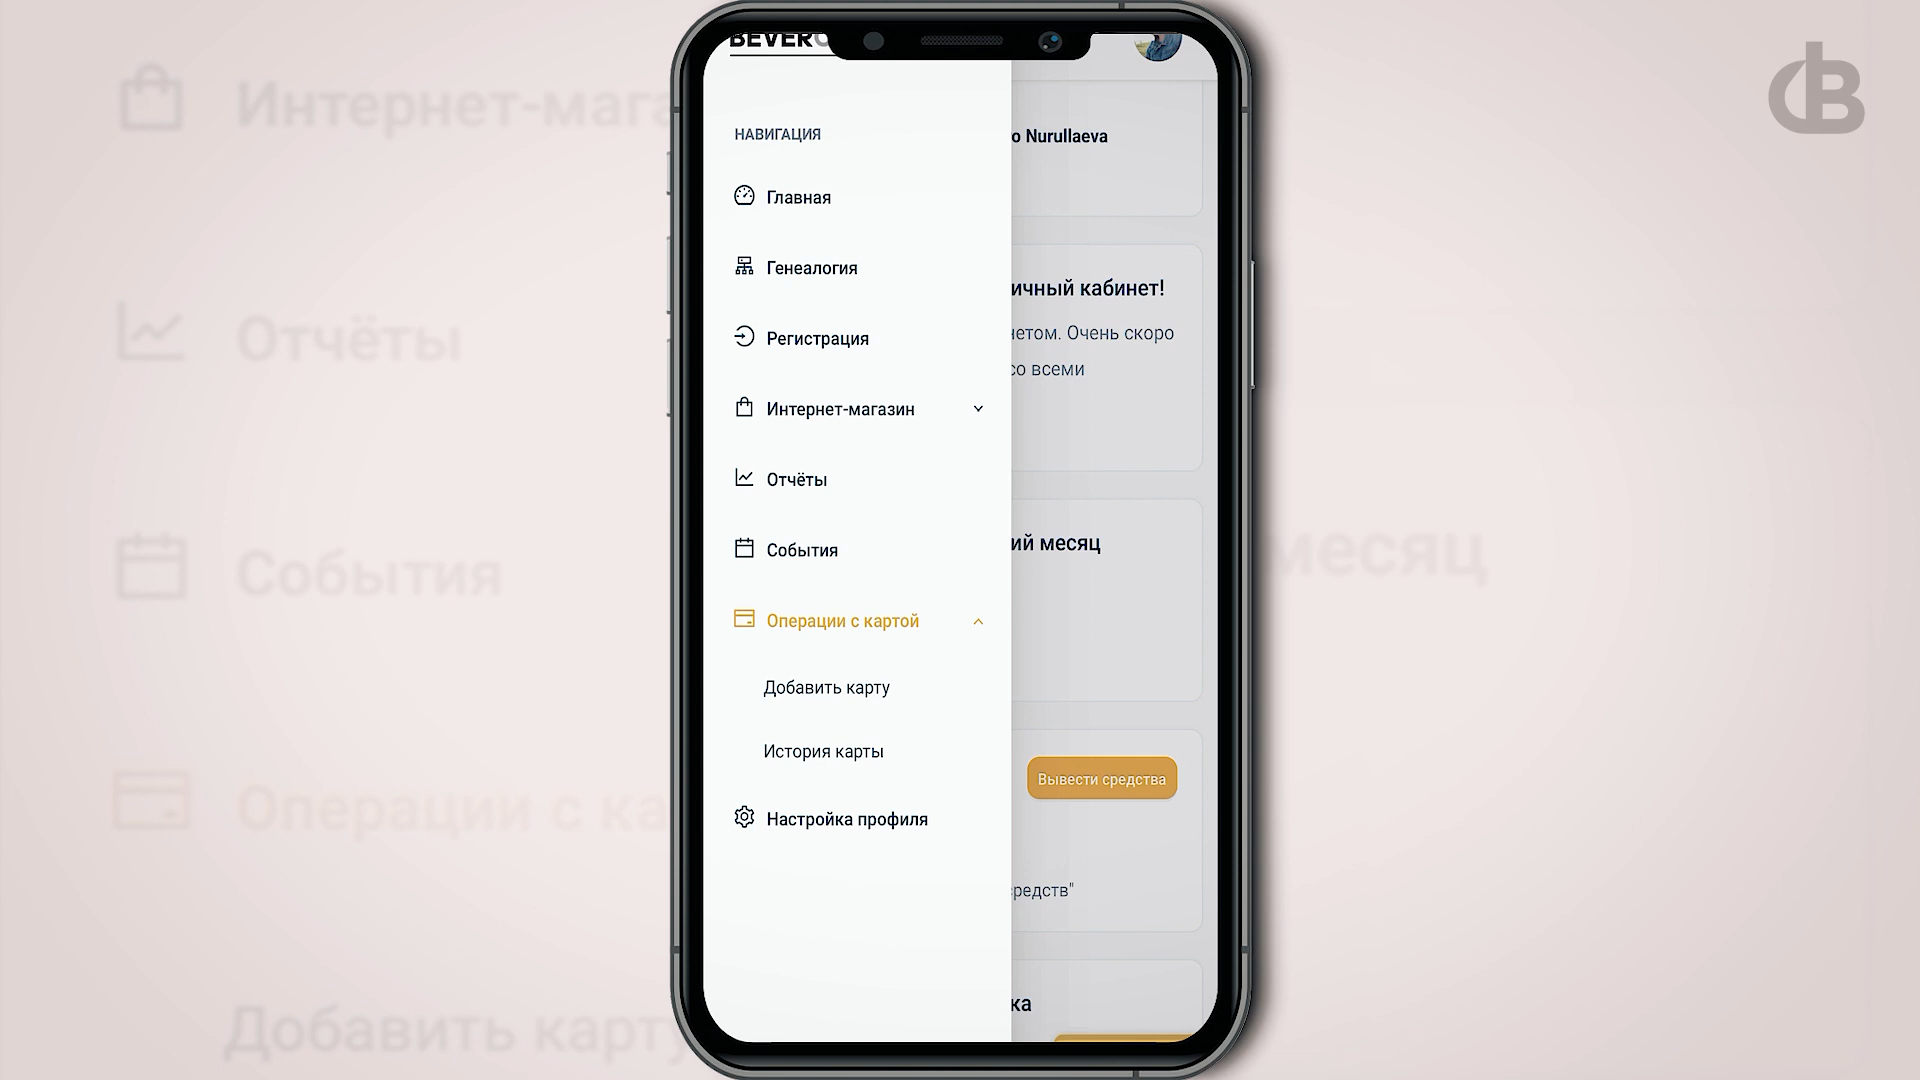 BEVERO
НАВИГАЦИЯ
Главная
Генеалогия
Регистрация
Интернет-магазин
Отчёты
События
Операции с картой
Добавить карту
История карты
Настройка профиля
Nurullaeva
ичный кабинет!
четом. Очень скоро
со всеми
ий месяц
Вывести средства
средств"
ка
Интернет-мага
Отчёты
События
Операции с ка
Добавить карту
месяц